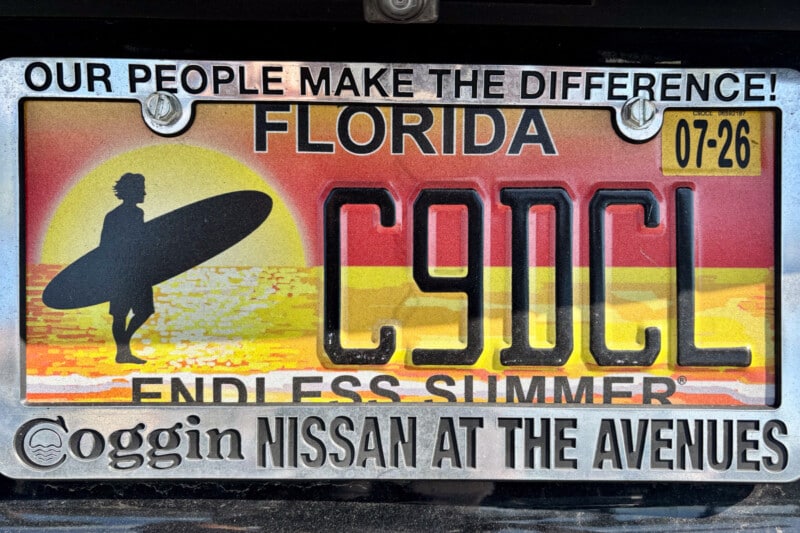 OUR PEOPLE MAKE THE DIFFERENCE!
FLORIDA
07-26
C9DCL
ENDLESS SUMMER®
Coggin NISSAN AT THE AVENUES